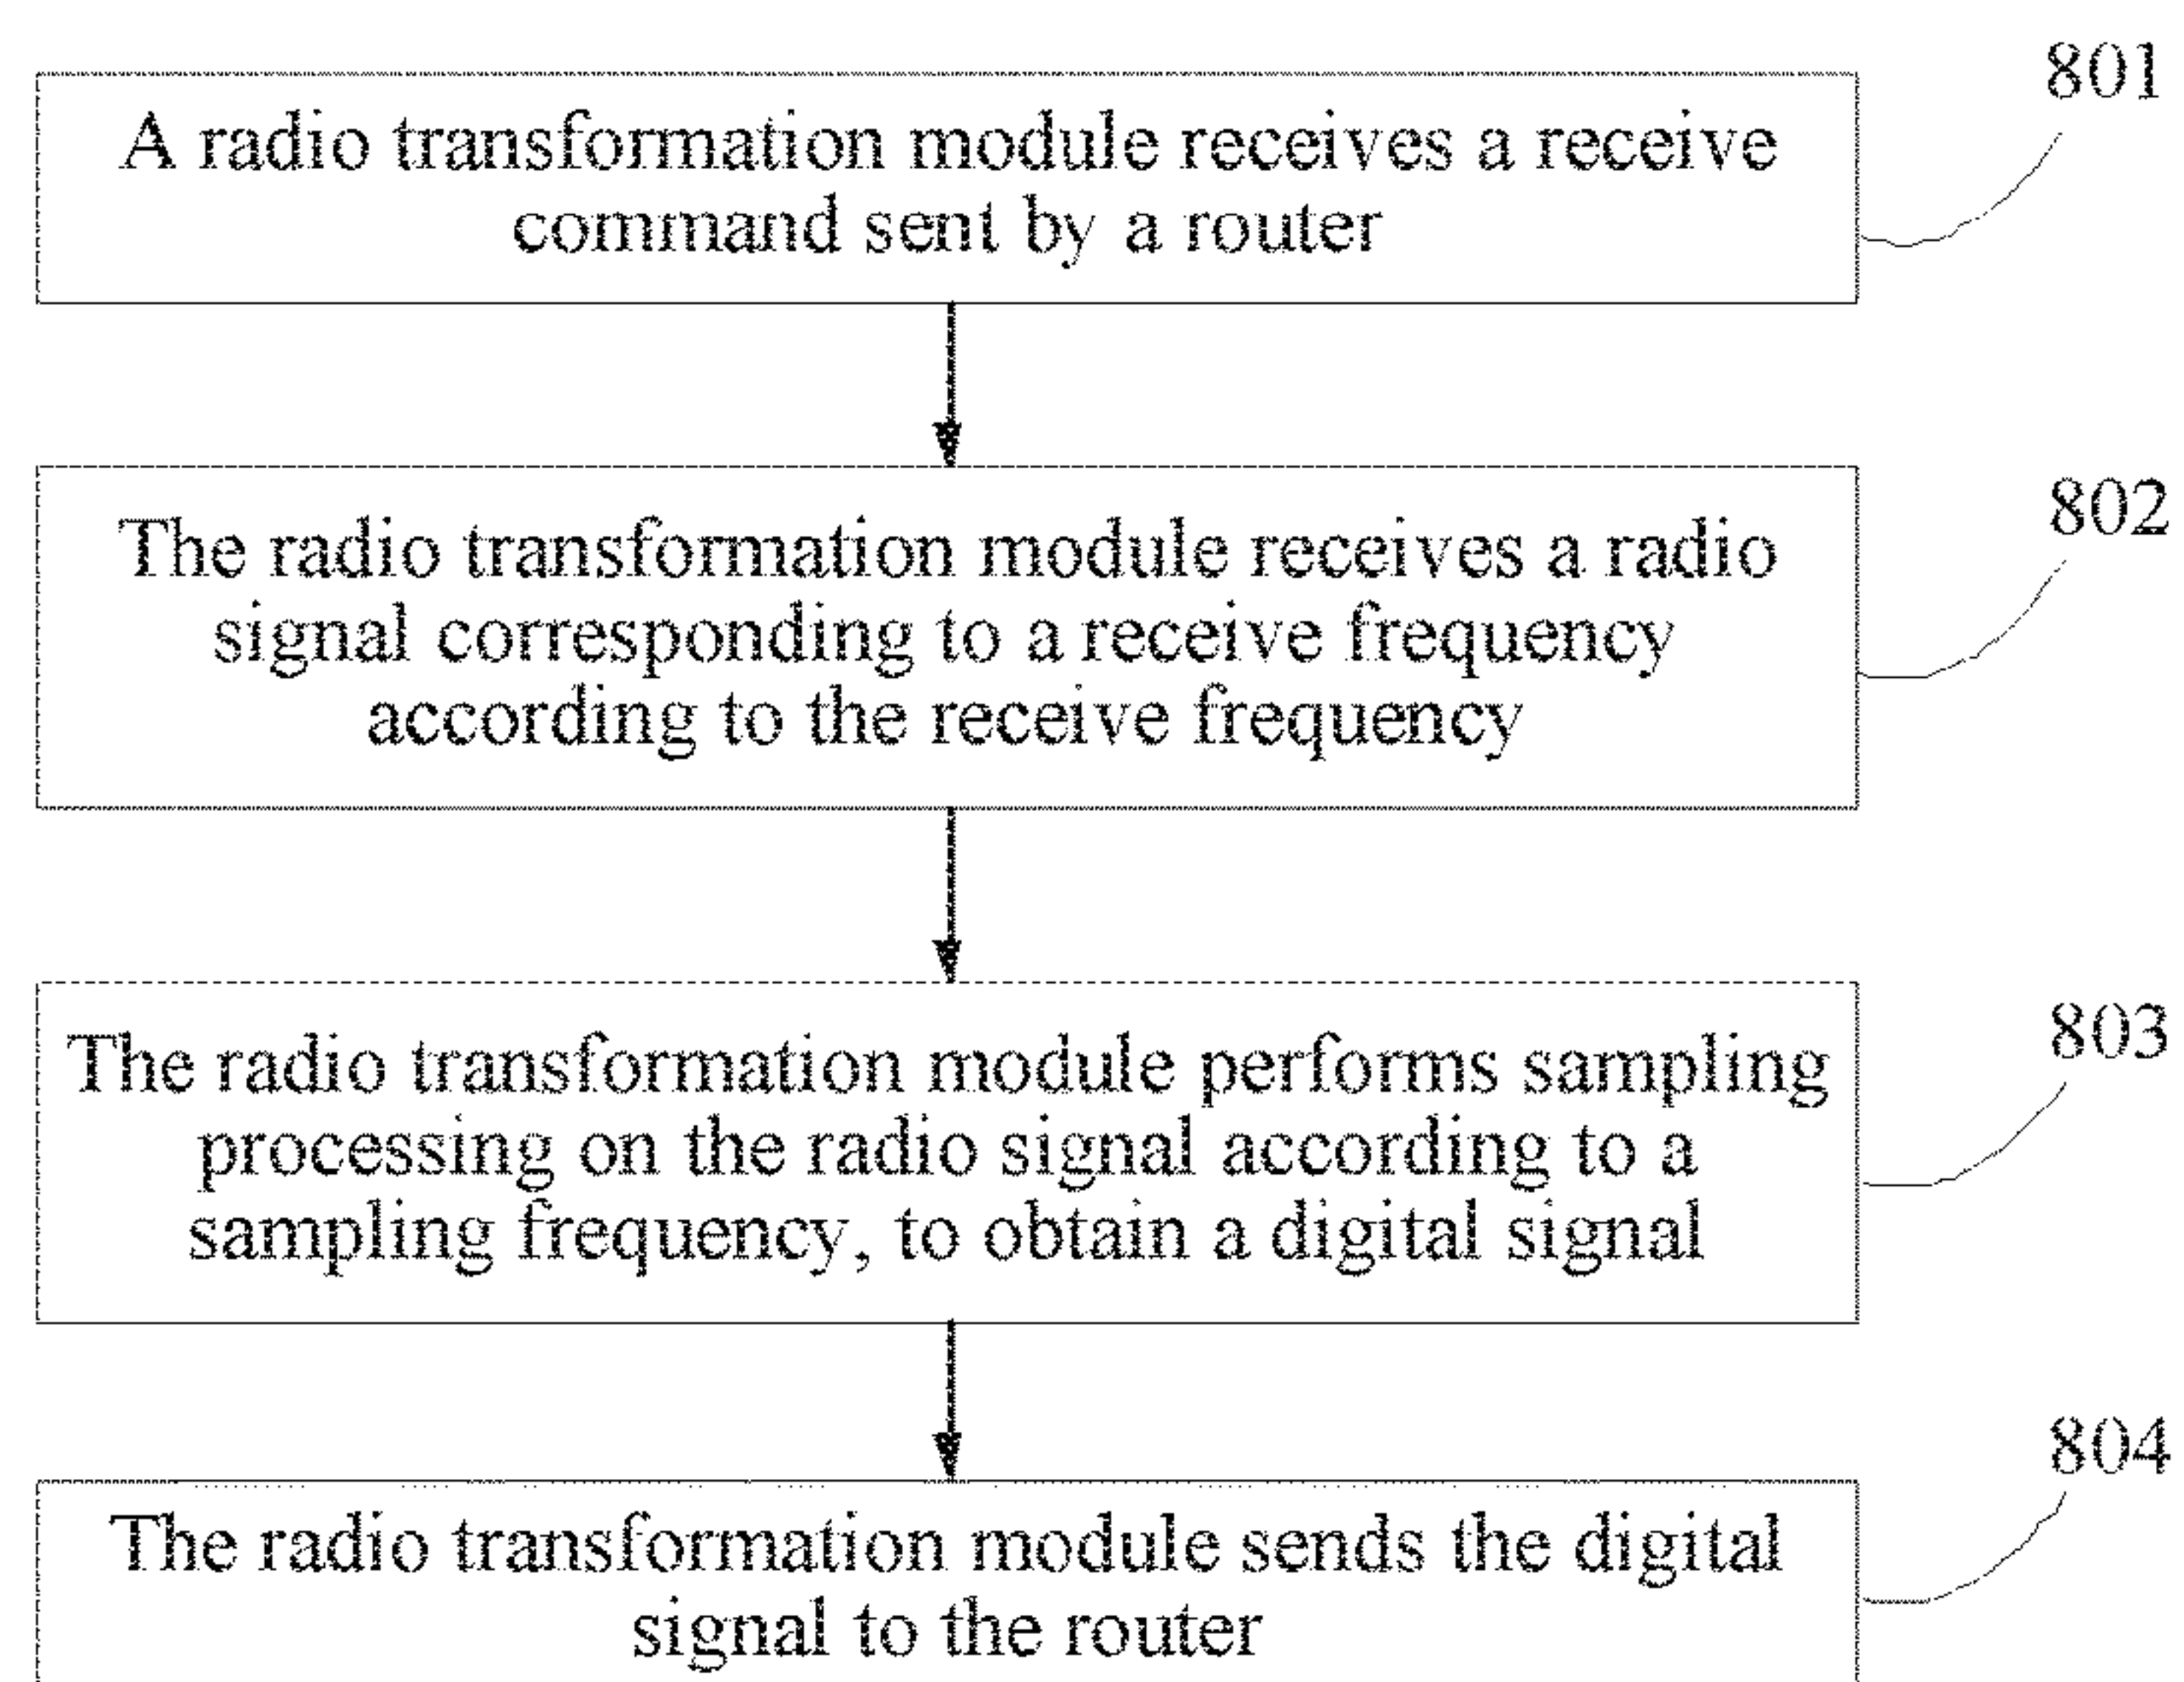 801
A radio transformation module receives a receive
command sent by a router
802
The radio transformation module receives a radio
signal corresponding to a receive frequency
according to the receive frequency
803
The radio transformation module performs sampling
processing on the radio signal according to a
sampling frequency, to obtain a digital signal
804
The radio transformation module sends the digital
signal to the router